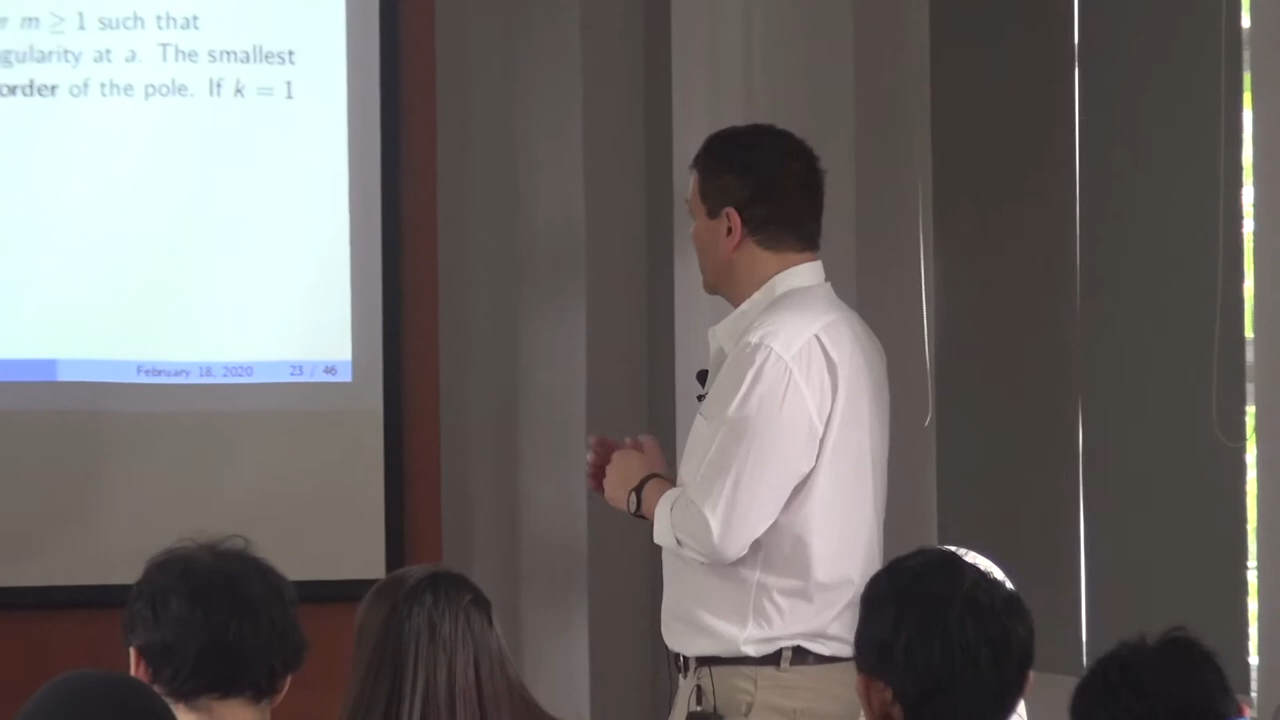 m ≥ 1 such that
gularity at a. The smallest
order of the pole. If k = 1
February 18, 2020 23 / 46